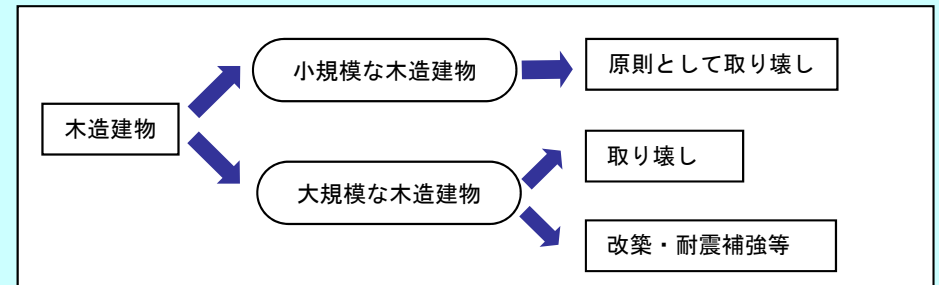 木造建物
小規模な木造建物
原則として取り壊し
大規模な木造建物
取り壊し
改築・耐震補強等